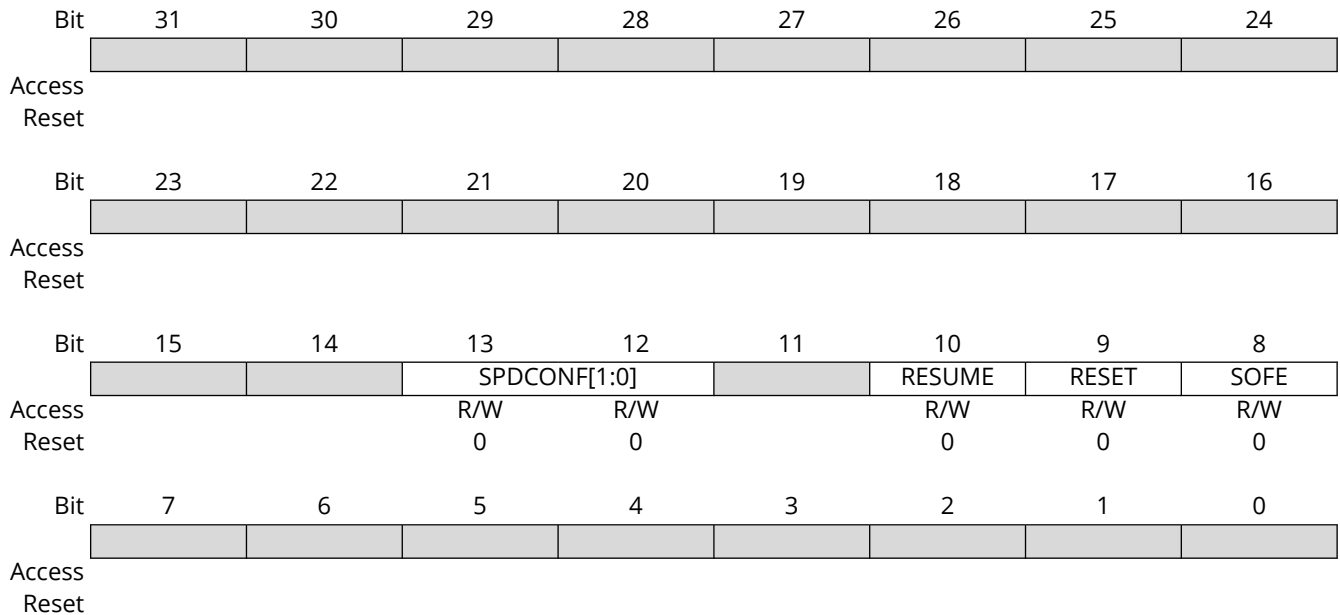 Bit 31 30 29 28 27 26 25 24
Access
Reset
Bit 23 22 21 20 19 18 17 16
Access
Reset
Bit 15 14 13 12 11 10 9 8
SPDCONF[1:0] RESUME RESET SOFE
Access R/W R/W R/W R/W R/W
Reset 0 0 0 0 0
Bit 7 6 5 4 3 2 1 0
Access
Reset